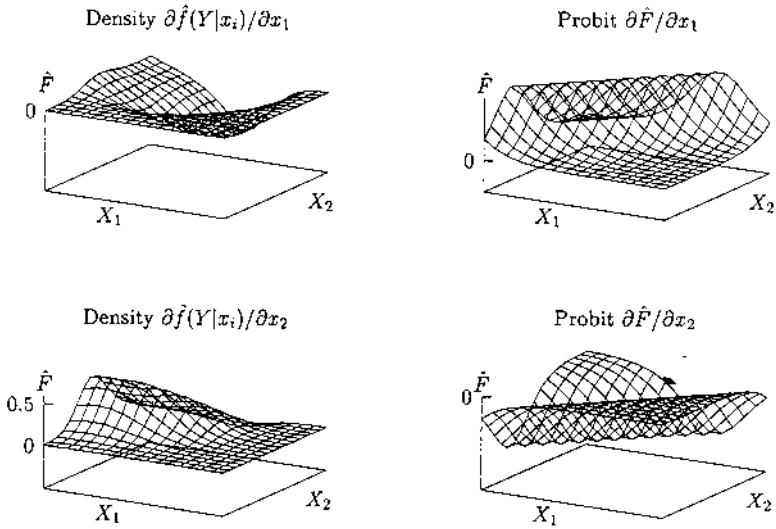 Density ∂f̂(Y|xᵢ)/∂x₁
F̂
0
X₁
X₂
Probit ∂F̂/∂x₁
F̂
0
X₁
X₂
Density ∂f̂(Y|xᵢ)/∂x₂
F̂
0.5
0
X₁
X₂
Probit ∂F̂/∂x₂
F̂
0
X₁
X₂